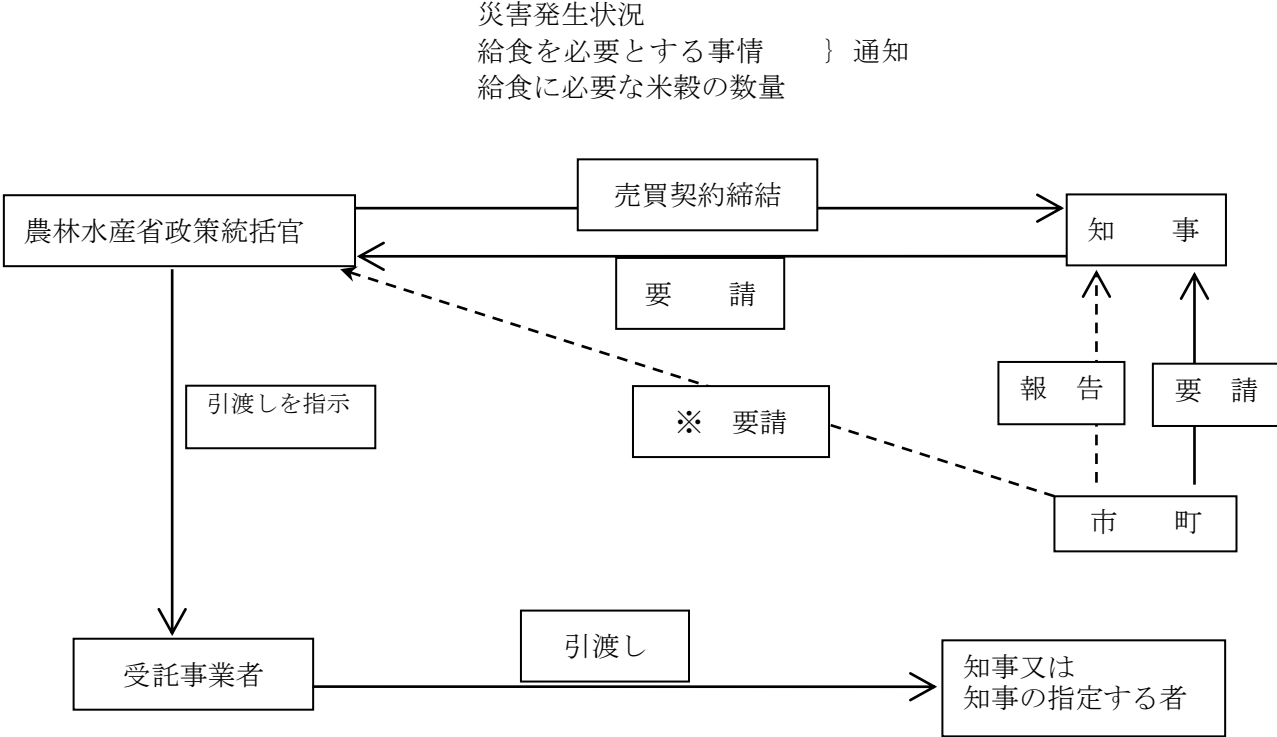 災害発生状況
給食を必要とする事情　　｝通知
給食に必要な米穀の数量
売買契約締結
農林水産省政策統括官
知　　事
要　　請
引渡しを指示
※　要請
報　告
要　請
市　　町
引渡し
受託事業者
知事又は
知事の指定する者